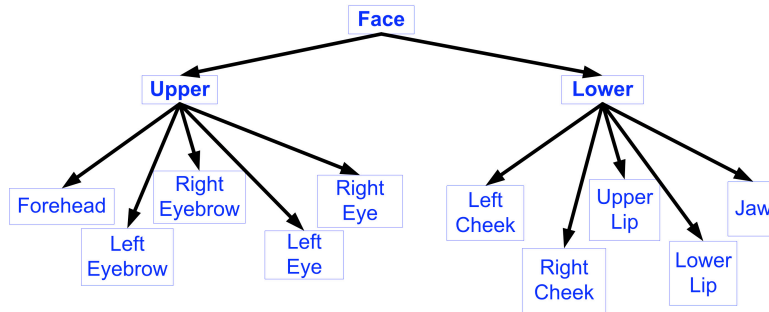 Face
Upper
Lower
Forehead
Left
Eyebrow
Right
Eyebrow
Left
Eye
Right
Eye
Left
Cheek
Right
Cheek
Upper
Lip
Lower
Lip
Jaw